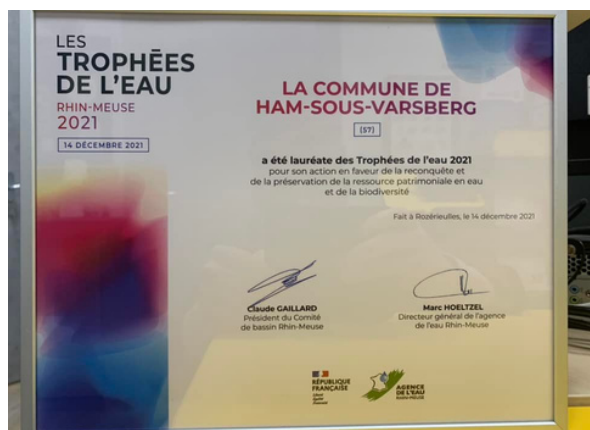 LES
TROPHÉES
DE L'EAU
RHIN-MEUSE
2021
14 DÉCEMBRE 2021
LA COMMUNE DE
HAM-SOUS-VARSBERG
(57)
a été lauréate des Trophées de l'eau 2021
pour son action en faveur de la reconquête et
de la préservation de la ressource patrimoniale en eau
et de la biodiversité
Fait à Rozérieulles, le 14 décembre 2021
Claude GAILLARD
Président du Comité
de bassin Rhin-Meuse
Marc HOELTZEL
Directeur général de l'agence
de l'eau Rhin-Meuse
RÉPUBLIQUE
FRANÇAISE
Liberté
Égalité
Fraternité
AGENCE
DE L'EAU
RHIN-MEUSE